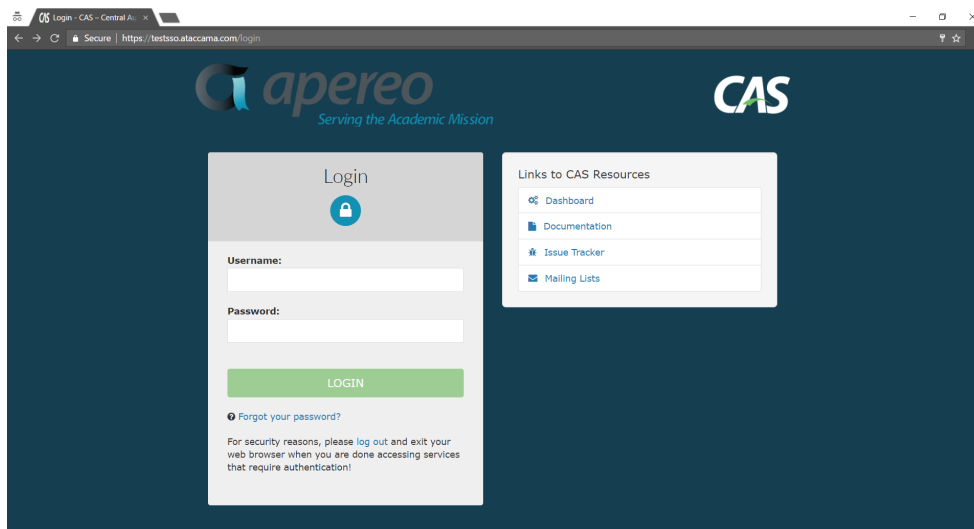 Login - CAS – Central Au
Secure | https://testsso.ataccama.com/login
apereo
Serving the Academic Mission
CAS
Login
Username:
Password:
LOGIN
Forgot your password?
For security reasons, please log out and exit your
web browser when you are done accessing services
that require authentication!
Links to CAS Resources
Dashboard
Documentation
Issue Tracker
Mailing Lists